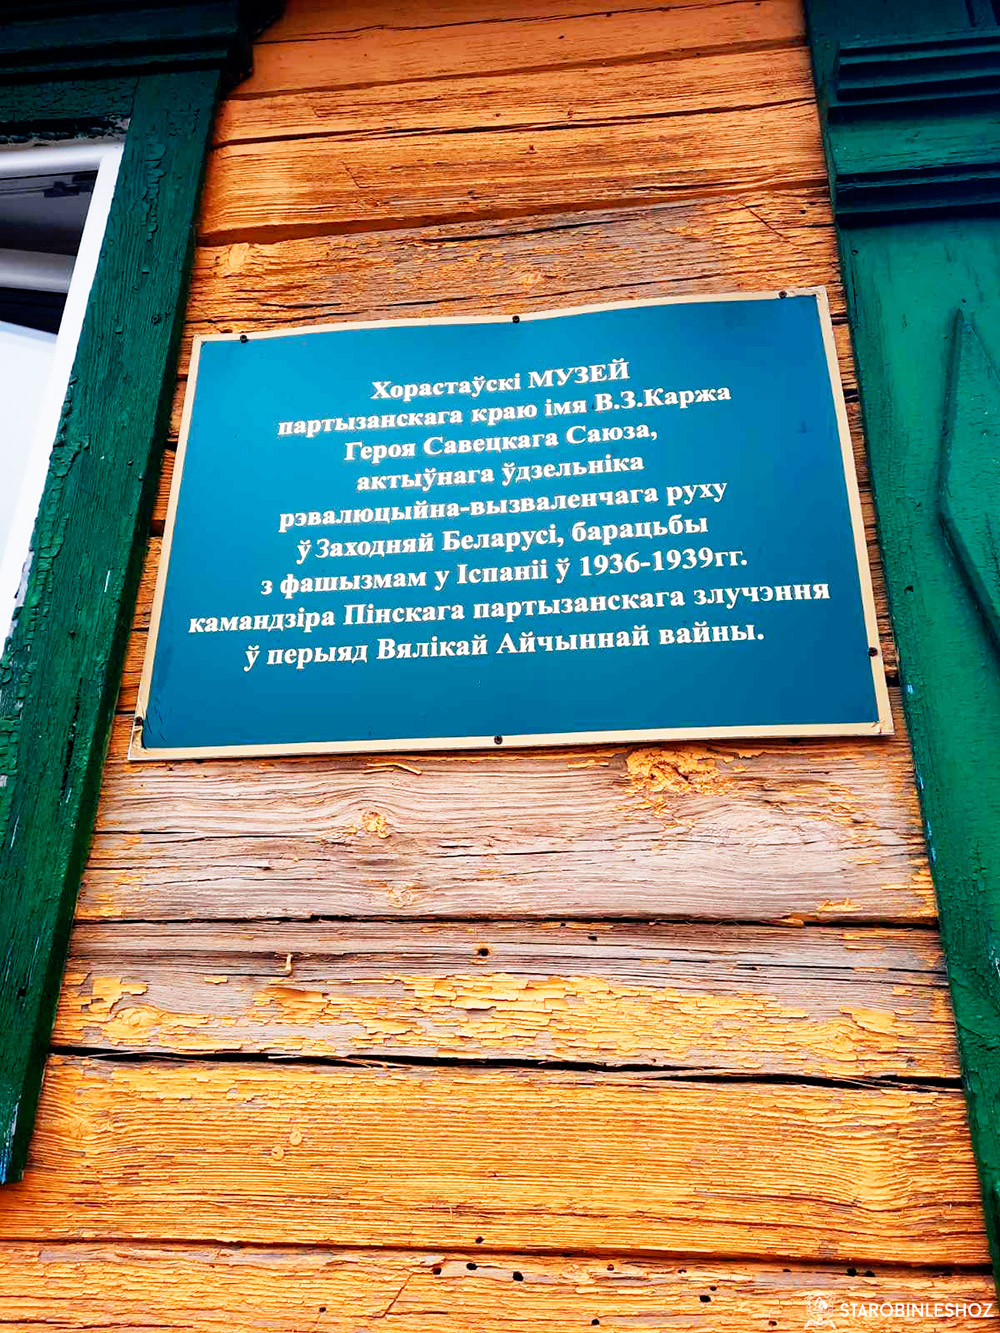 Хорастаўскі МУЗЕЙ
партызанскага краю імя В.З.Каржа
Героя Савецкага Саюза,
актыўнага ўдзельніка
рэвалюцыйна-вызваленчага руху
ў Заходняй Беларусі, барацьбы
з фашызмам у Іспаніі ў 1936-1939гг.
камандзіра Пінскага партызанскага злучэння
ў перыяд Вялікай Айчыннай вайны.
STAROBINLESHOZ